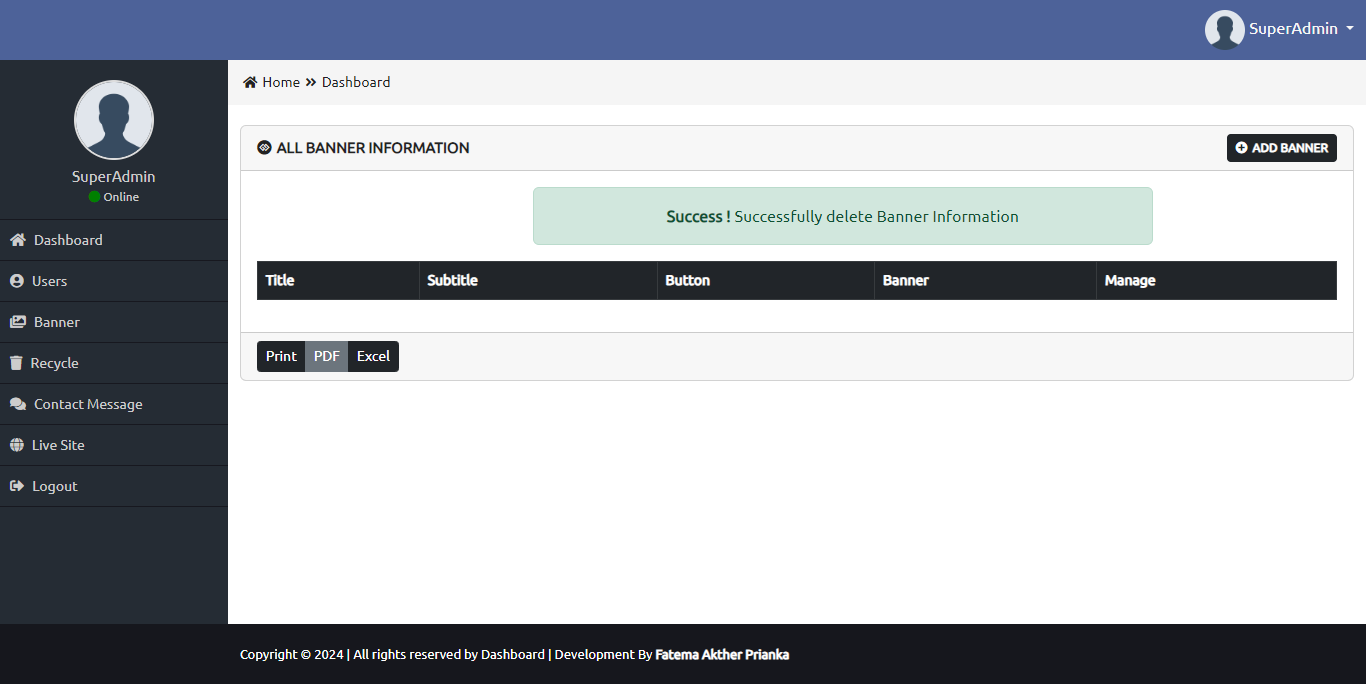 SuperAdmin
SuperAdmin
Online
Dashboard
Users
Banner
Recycle
Contact Message
Live Site
Logout
Home » Dashboard
ALL BANNER INFORMATION
ADD BANNER
Success ! Successfully delete Banner Information
Title Subtitle Button Banner Manage
Print PDF Excel
Copyright © 2024 | All rights reserved by Dashboard | Development By Fatema Akther Prianka